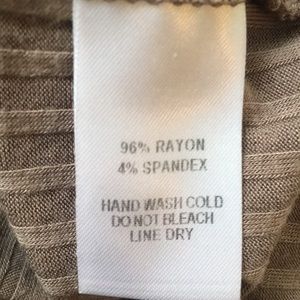 96% RAYON
4% SPANDEX
HAND WASH COLD
DO NOT BLEACH
LINE DRY